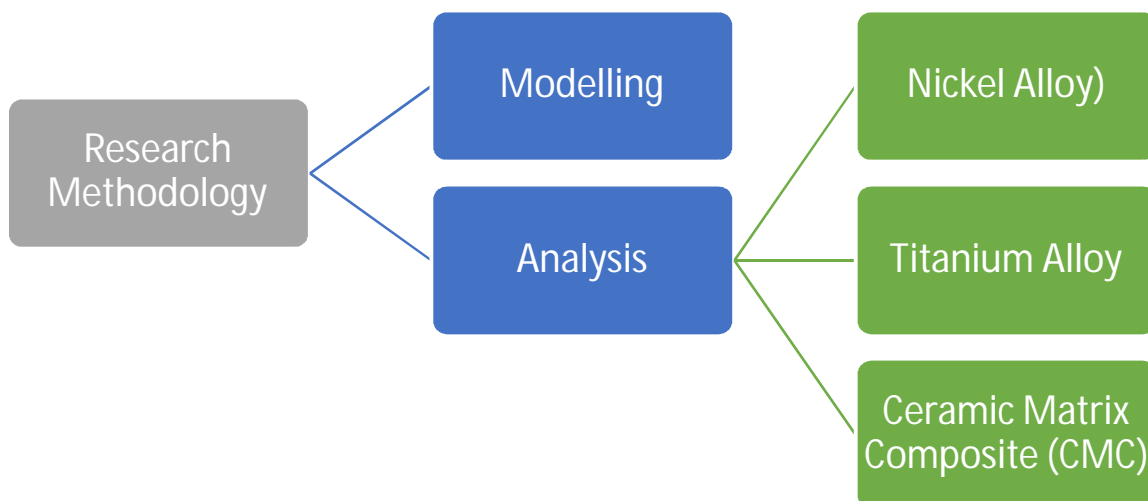 Research
Methodology
Modelling
Analysis
Nickel Alloy)
Titanium Alloy
Ceramic Matrix
Composite (CMC)